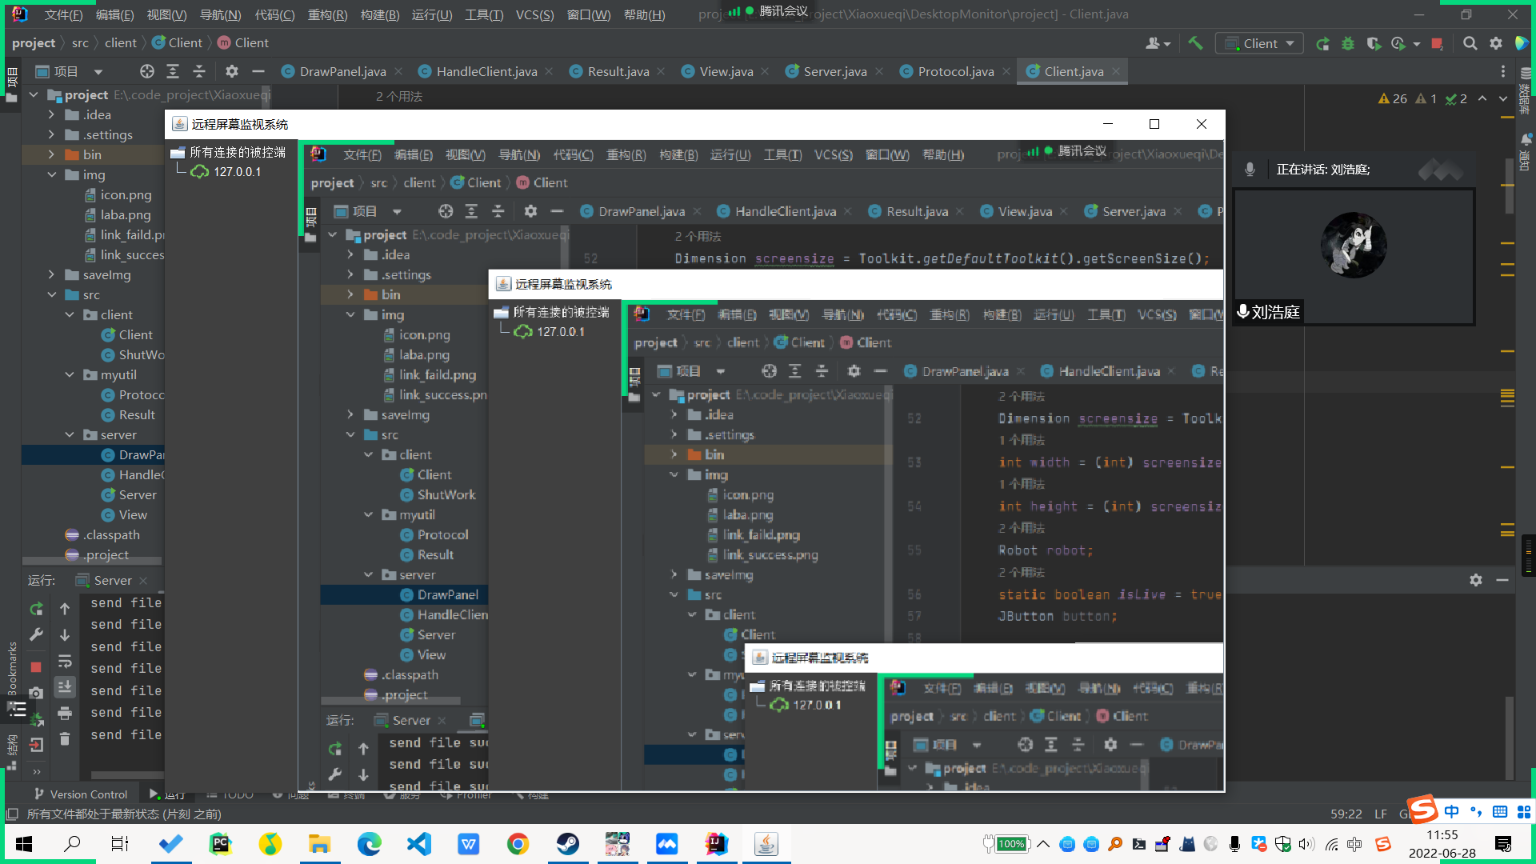 文件(F) 编辑(E) 视图(V) 导航(N) 代码(C) 重构(R) 构建(B) 运行(U) 工具(T) VCS(S) 窗口(W) 帮助(H)
腾讯会议
\Xiaoxueqi\DesktopMonitor\project] - Client.java
project src client Client Client
Client
项目
DrawPanel.java HandleClient.java Result.java View.java Server.java Protocol.java Client.java
project E:\.code_project\Xiaoxueqi
2 个用法
26 1 2
数据库
通知
.idea
.settings
bin
img
icon.png
laba.png
link_faild.pr
link_succes
saveImg
src
client
Client
ShutWo
myutil
Protoco
Result
server
DrawPa
Handle
Server
View
.classpath
.project
远程屏幕监视系统
所有连接的被控端
127.0.0.1
文件(F) 编辑(E) 视图(V) 导航(N) 代码(C) 重构(R) 构建(B) 运行(U) 工具(T) VCS(S) 窗口(W) 帮助(H)
腾讯会议
project src client Client Client
项目
DrawPanel.java HandleClient.java Result.java View.java Server.java P
project E:\.code_project\Xiaoxueqi
2 个用法
52 Dimension screensize = Toolkit.getDefaultToolkit().getScreenSize();
.idea
.settings
bin
img
icon.png
laba.png
link_faild.png
link_success.pn
saveImg
src
client
Client
ShutWork
myutil
Protocol
Result
server
DrawPanel
HandleClien
Server
View
.classpath
.project
运行: Server
send file suc
send file suc
send file suc
远程屏幕监视系统
所有连接的被控端
127.0.0.1
文件(F) 编辑(E) 视图(V) 导航(N) 代码(C) 重构(R) 构建(B) 运行(U) 工具(T) VCS(S) 窗口(W
project src client Client Client
项目
DrawPanel.java HandleClient.java Re
project E:\.code_project\Xiaoxueqi
.idea
.settings
bin
img
icon.png
laba.png
link_faild.png
link_success.png
saveImg
src
client
Client
2 个用法
52 Dimension screensize = Toolk
1 个用法
53 int width = (int) screensize
1 个用法
54 int height = (int) screensiz
2 个用法
55 Robot robot;
2 个用法
56 static boolean isLive = true
57 JButton button;
58
远程屏幕监视系统
所有连接的被控端
127.0.0.1
文件(F) 编辑(E) 视图(V) 导航(N) 代码(C) 重构(R
project src client Client Client
项目
DrawPa
project E:\.code_project\Xiaoxueqi
.idea
正在讲话: 刘浩庭;
刘浩庭
运行: Server
send file
send file
send file
send file
send file
send file
send file
Bookmarks
结构
Version Control 运行 TODO 问题 终端 服务 Profiler 构建
所有文件都处于最新状态 (片刻 之前)
59:22 LF
中
100%
中
11:55
2022-06-28